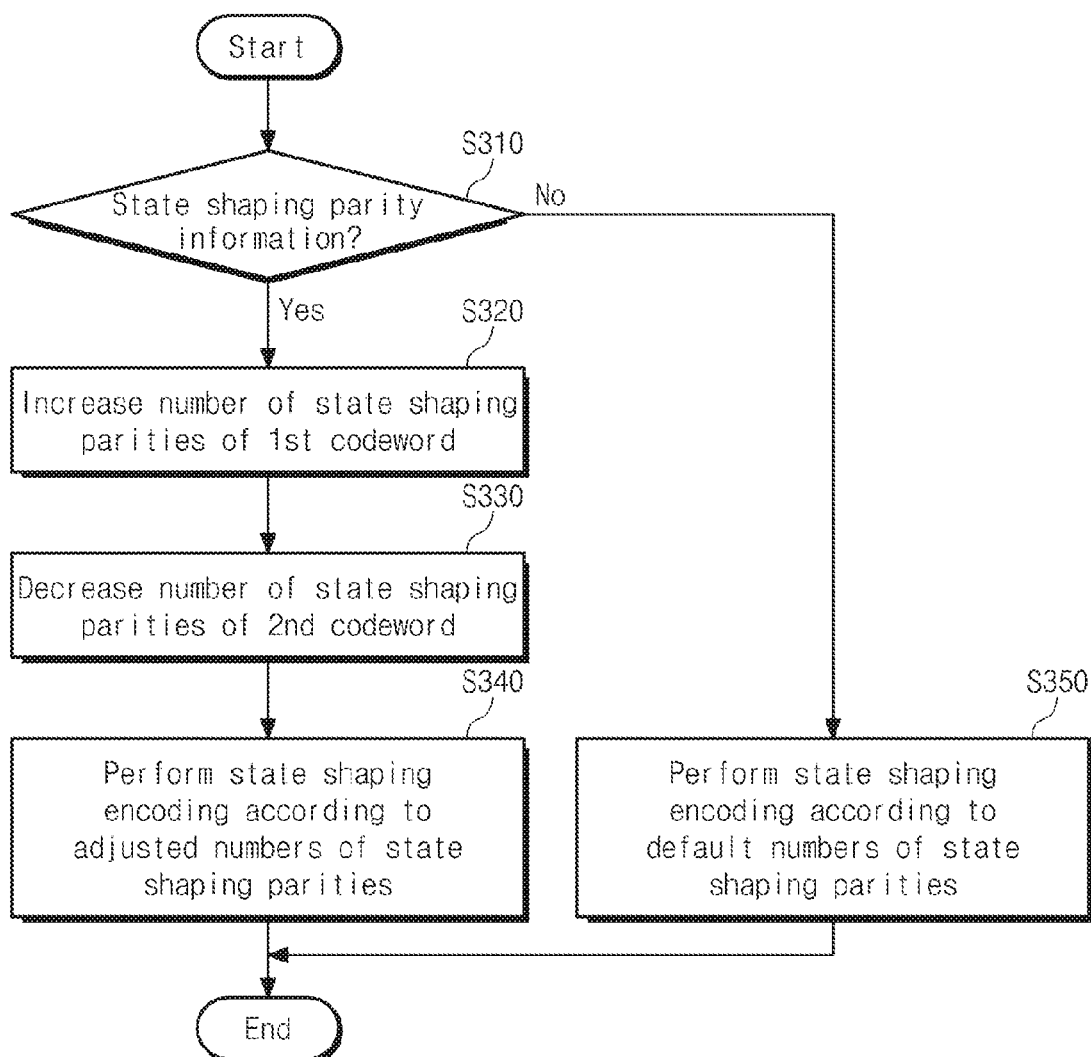 Start
S310
State shaping parity
information?
No
Yes
S320
Increase number of state shaping
parities of 1st codeword
S330
Decrease number of state shaping
parities of 2nd codeword
S340
Perform state shaping
encoding according to
adjusted numbers of state
shaping parities
S350
Perform state shaping
encoding according to
default numbers of state
shaping parities
End